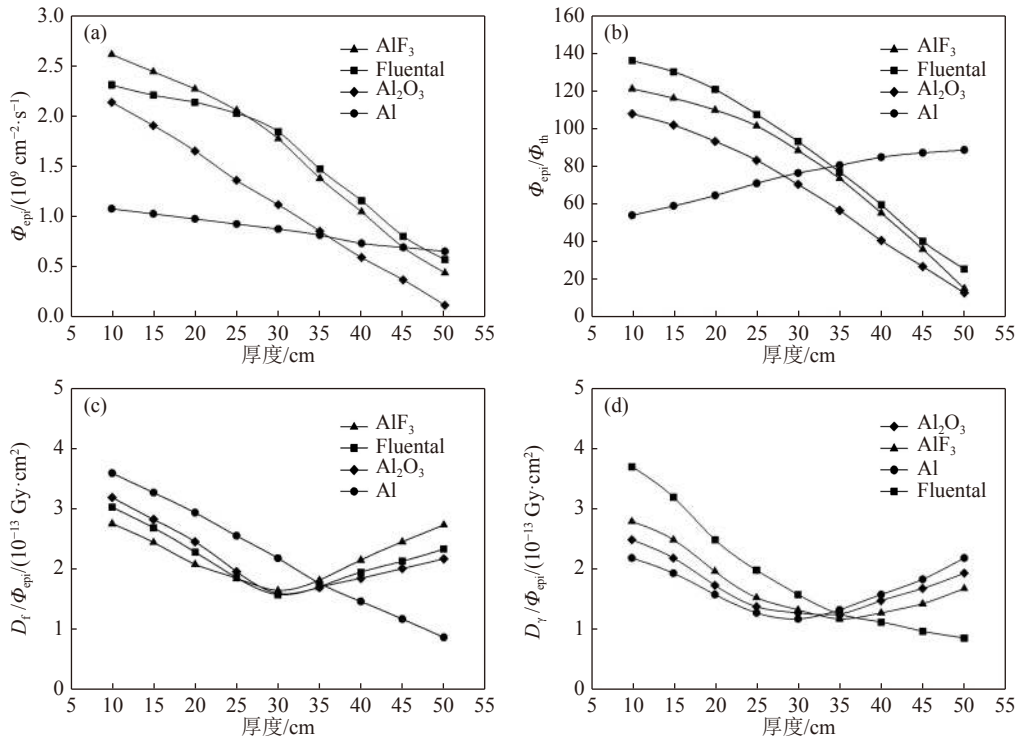 (a)
AlF₃
Fluental
Al₂O₃
Al
Φepi/(10⁹ cm⁻²·s⁻¹)
3.0
2.5
2.0
1.5
1.0
0.5
0.0
5 10 15 20 25 30 35 40 45 50 55
厚度/cm
(b)
AlF₃
Fluental
Al₂O₃
Al
Φepi/Φth
160
140
120
100
80
60
40
20
0
5 10 15 20 25 30 35 40 45 50 55
厚度/cm
(c)
AlF₃
Fluental
Al₂O₃
Al
Df/Φepi/(10⁻¹³ Gy·cm²)
5
4
3
2
1
0
5 10 15 20 25 30 35 40 45 50 55
厚度/cm
(d)
Al₂O₃
AlF₃
Al
Fluental
Dγ/Φepi/(10⁻¹³ Gy·cm²)
5
4
3
2
1
0
5 10 15 20 25 30 35 40 45 50 55
厚度/cm